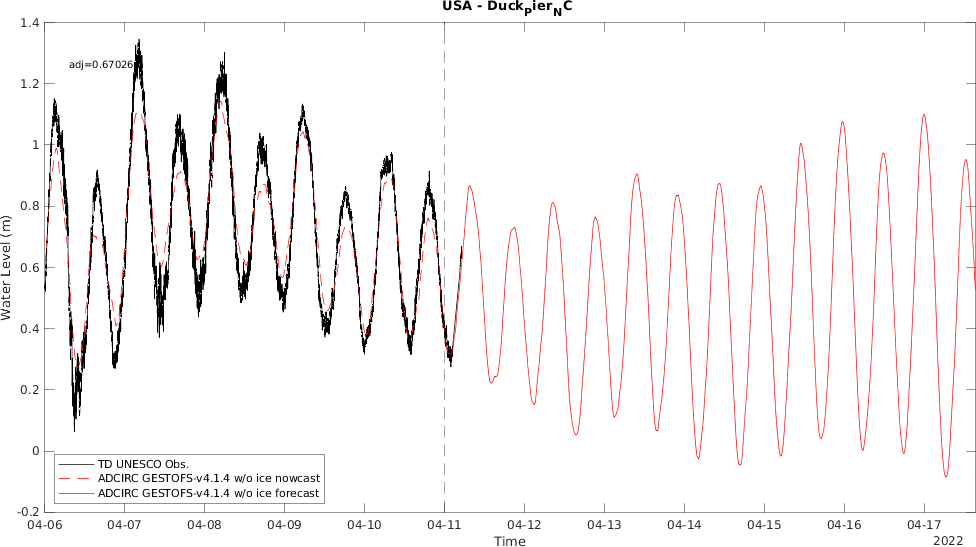 USA - Duck_Pier_NC
adj=0.67026
1.4
1.2
1
0.8
0.6
0.4
0.2
0
-0.2
Water Level (m)
TD UNESCO Obs.
ADCIRC GESTOFS-v4.1.4 w/o ice nowcast
ADCIRC GESTOFS-v4.1.4 w/o ice forecast
04-06 04-07 04-08 04-09 04-10 04-11 04-12 04-13 04-14 04-15 04-16 04-17
Time
2022